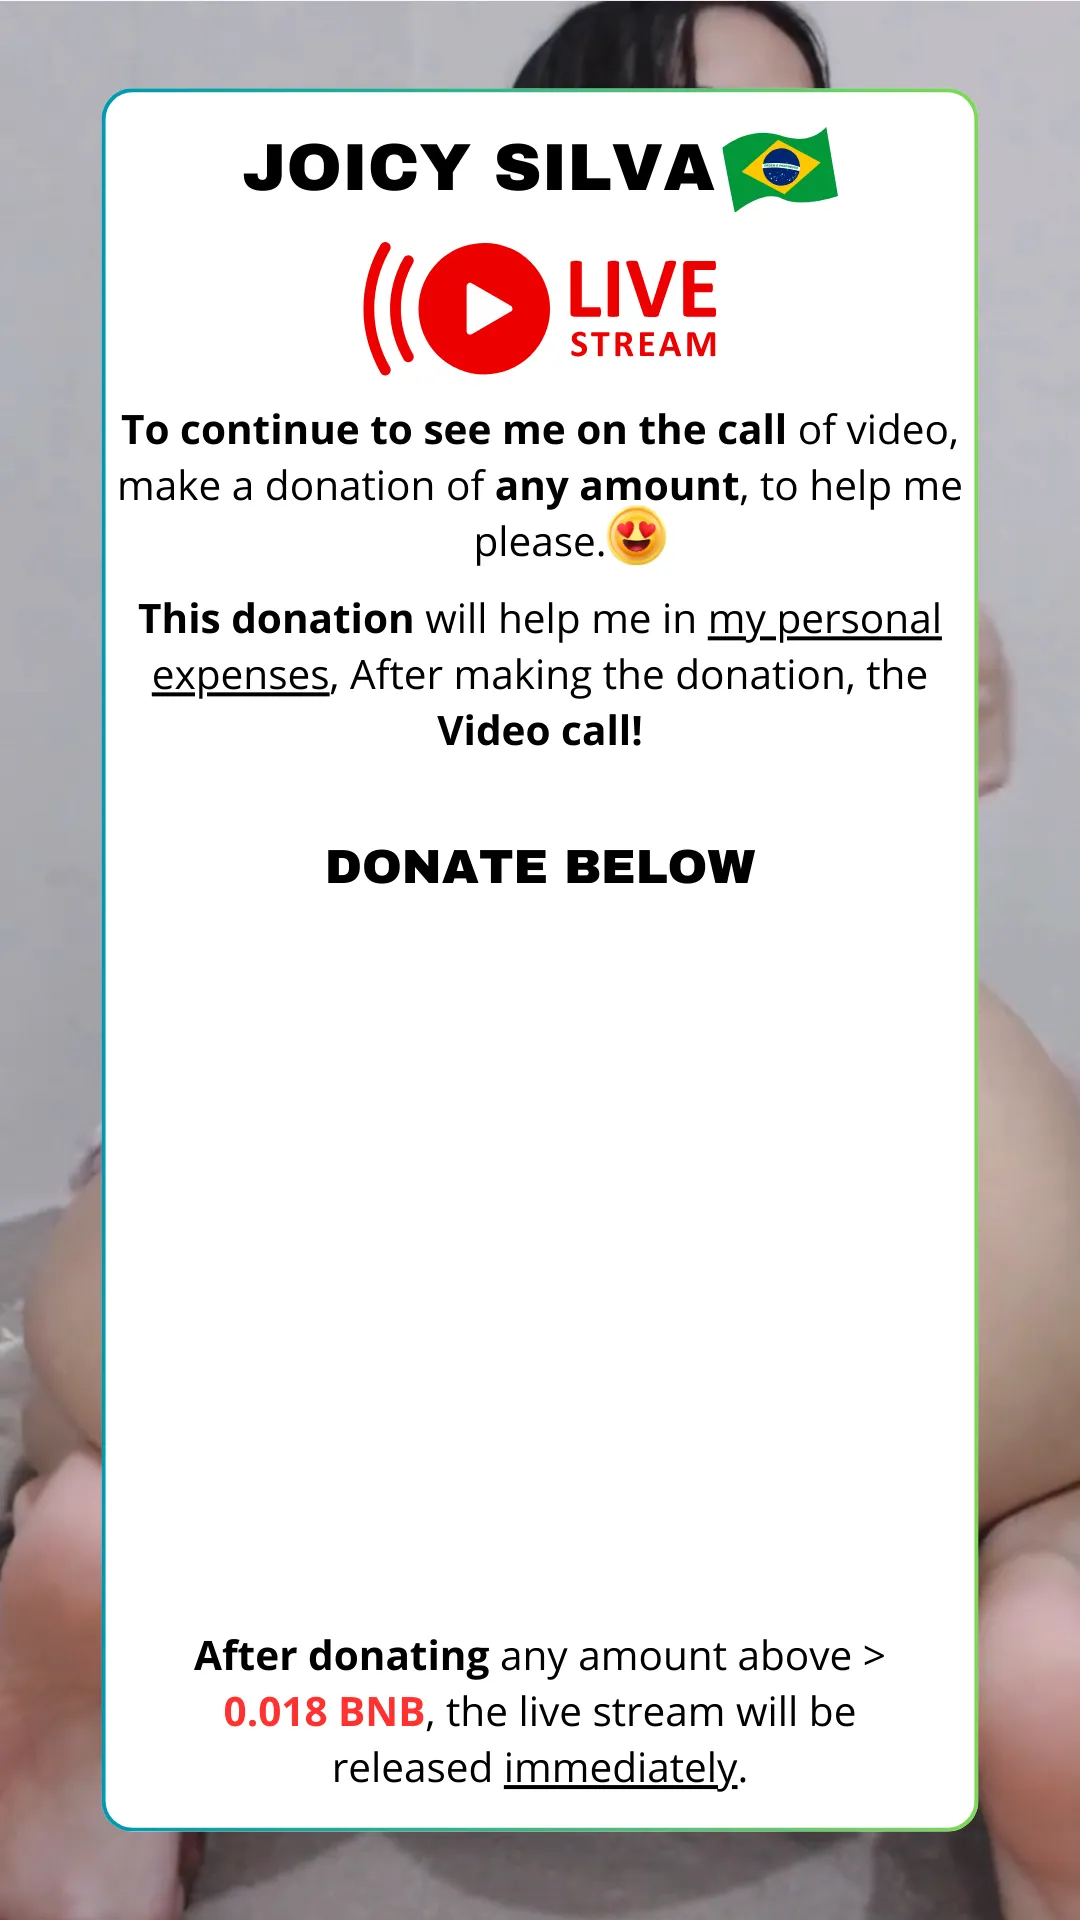 JOICY SILVA
LIVE
STREAM
To continue to see me on the call of video,
make a donation of any amount, to help me
please.
This donation will help me in my personal
expenses, After making the donation, the
Video call!
DONATE BELOW
After donating any amount above >
0.018 BNB, the live stream will be
released immediately.